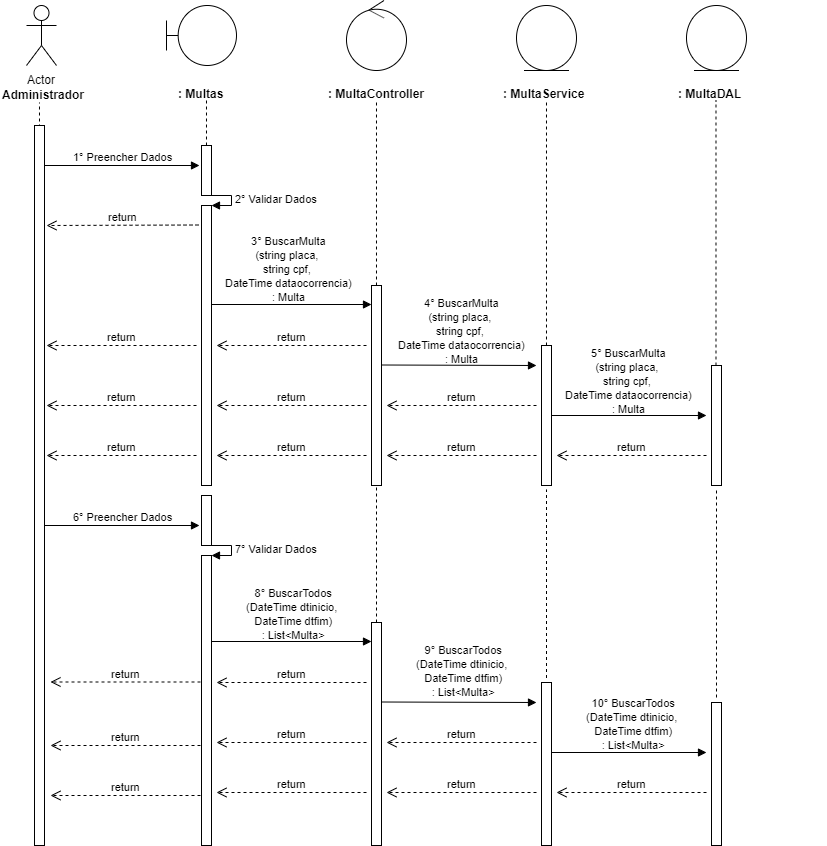 Actor
Administrador
: Multas
: MultaController
: MultaService
: MultaDAL
1° Preencher Dados
2° Validar Dados
return
3° BuscarMulta
(string placa,
string cpf,
DateTime dataocorrencia)
: Multa
4° BuscarMulta
(string placa,
string cpf,
DateTime dataocorrencia)
: Multa
return
return
5° BuscarMulta
(string placa,
string cpf,
DateTime dataocorrencia)
: Multa
return
return
return
return
return
return
return
6° Preencher Dados
7° Validar Dados
8° BuscarTodos
(DateTime dtinicio,
DateTime dtfim)
: List<Multa>
9° BuscarTodos
(DateTime dtinicio,
DateTime dtfim)
: List<Multa>
return
return
10° BuscarTodos
(DateTime dtinicio,
DateTime dtfim)
: List<Multa>
return
return
return
return
return
return
return